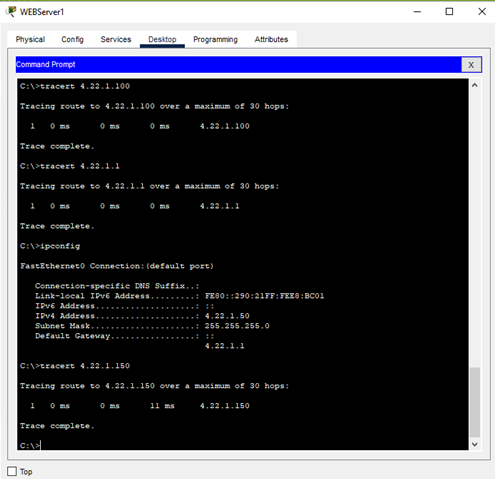 WEBServer1
Physical Config Services Desktop Programming Attributes
Command Prompt X
C:\>tracert 4.22.1.100
Tracing route to 4.22.1.100 over a maximum of 30 hops:
1 0 ms 0 ms 0 ms 4.22.1.100
Trace complete.
C:\>tracert 4.22.1.1
Tracing route to 4.22.1.1 over a maximum of 30 hops:
1 0 ms 0 ms 0 ms 4.22.1.1
Trace complete.
C:\>ipconfig
FastEthernet0 Connection:(default port)
Connection-specific DNS Suffix..:
Link-local IPv6 Address.........: FE80::290:21FF:FEE8:BC01
IPv6 Address....................: ::
IPv4 Address....................: 4.22.1.50
Subnet Mask.....................: 255.255.255.0
Default Gateway.................: ::
4.22.1.1
C:\>tracert 4.22.1.150
Tracing route to 4.22.1.150 over a maximum of 30 hops:
1 0 ms 0 ms 11 ms 4.22.1.150
Trace complete.
C:\>
Top